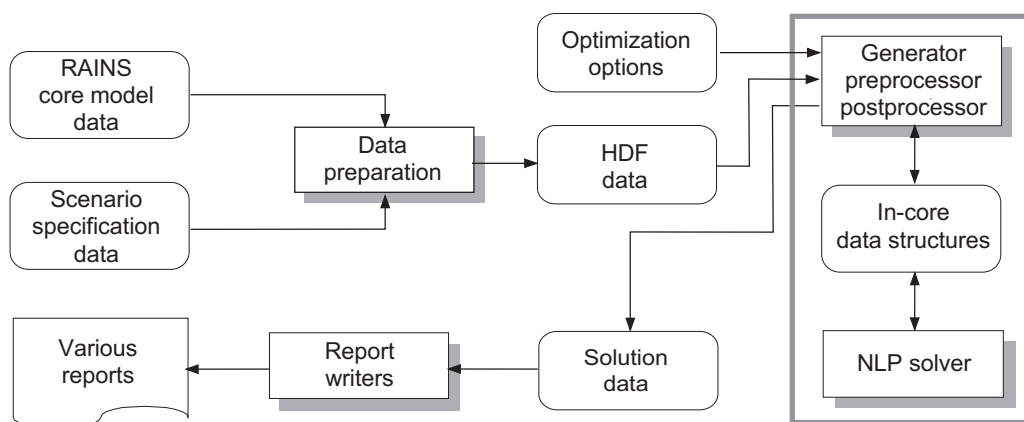 RAINS
core model
data
Scenario
specification
data
Data
preparation
Optimization
options
HDF
data
Generator
preprocessor
postprocessor
In-core
data structures
NLP solver
Solution
data
Report
writers
Various
reports